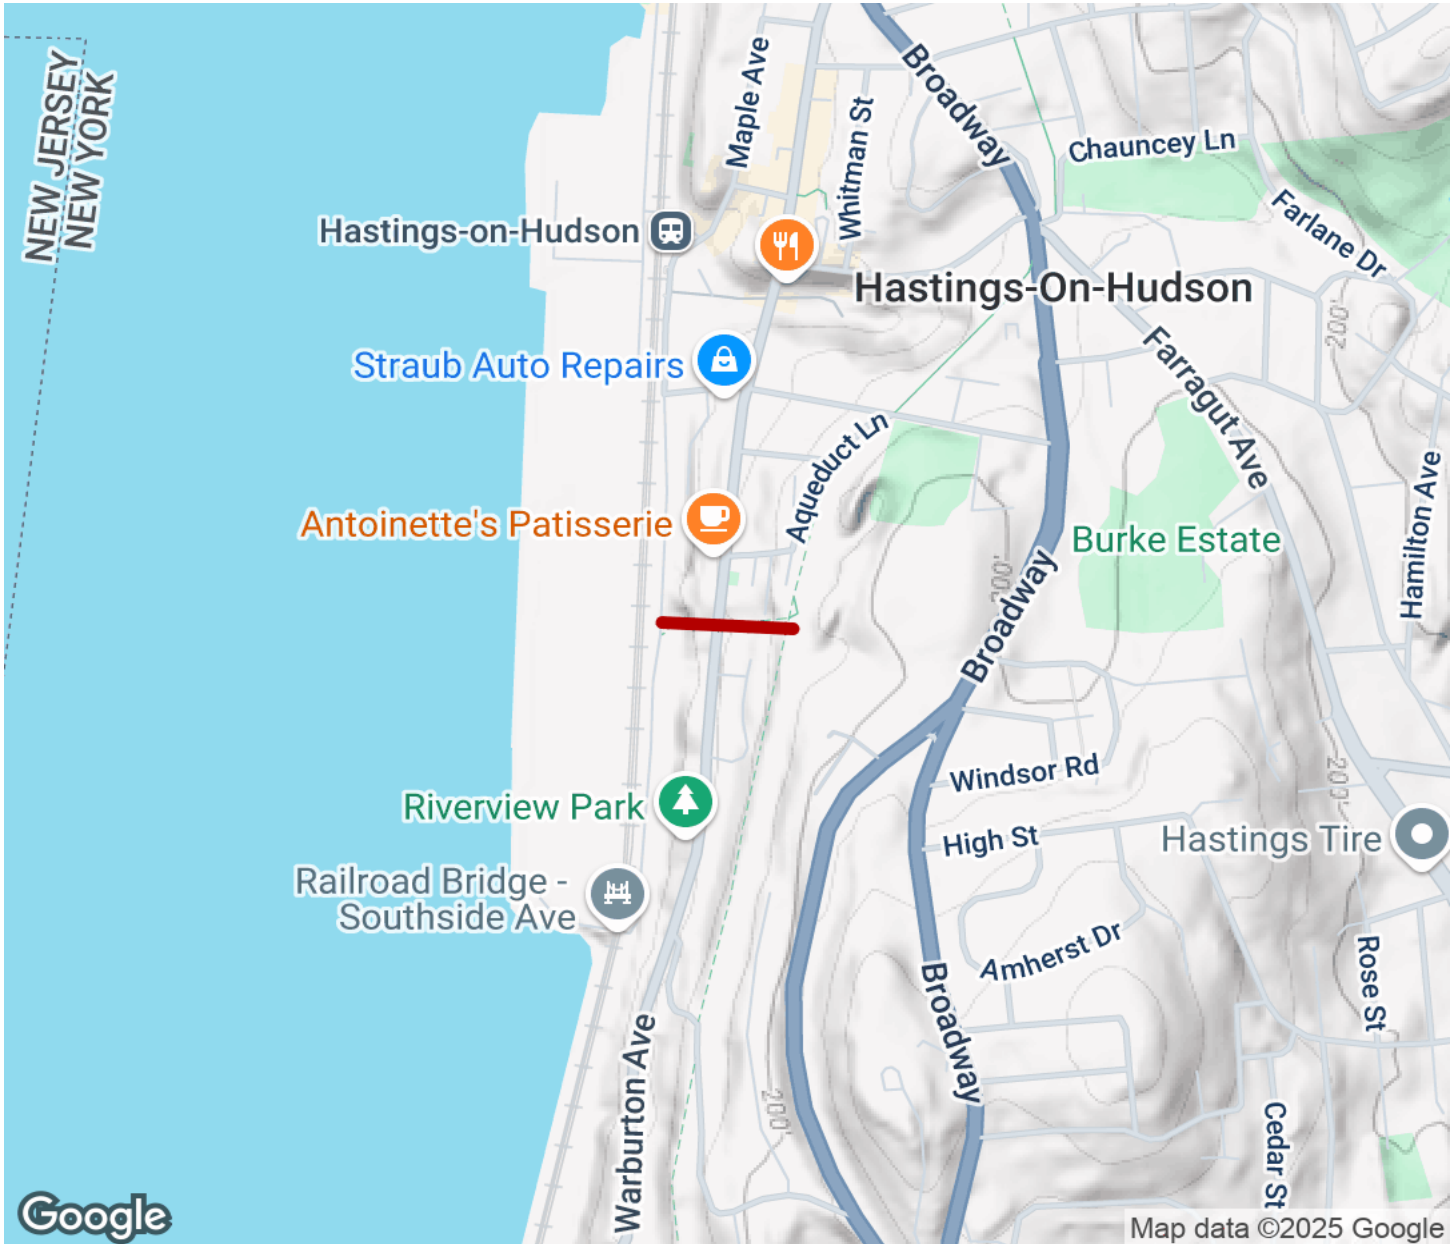 NEW JERSEY
NEW YORK
Maple Ave
Whitman St
Broadway
Chauncey Ln
Farlane Dr
Hastings-on-Hudson
Hastings-On-Hudson
200'
Straub Auto Repairs
Farragut Ave
Aqueduct Ln
Hamilton Ave
Antoinette's Patisserie
Burke Estate
200'
Broadway
Windsor Rd
200'
Riverview Park
High St
Hastings Tire
Railroad Bridge -
Southside Ave
Amherst Dr
Rose St
Broadway
Warburton Ave
200'
Cedar St
Google
Map data ©2025 Google